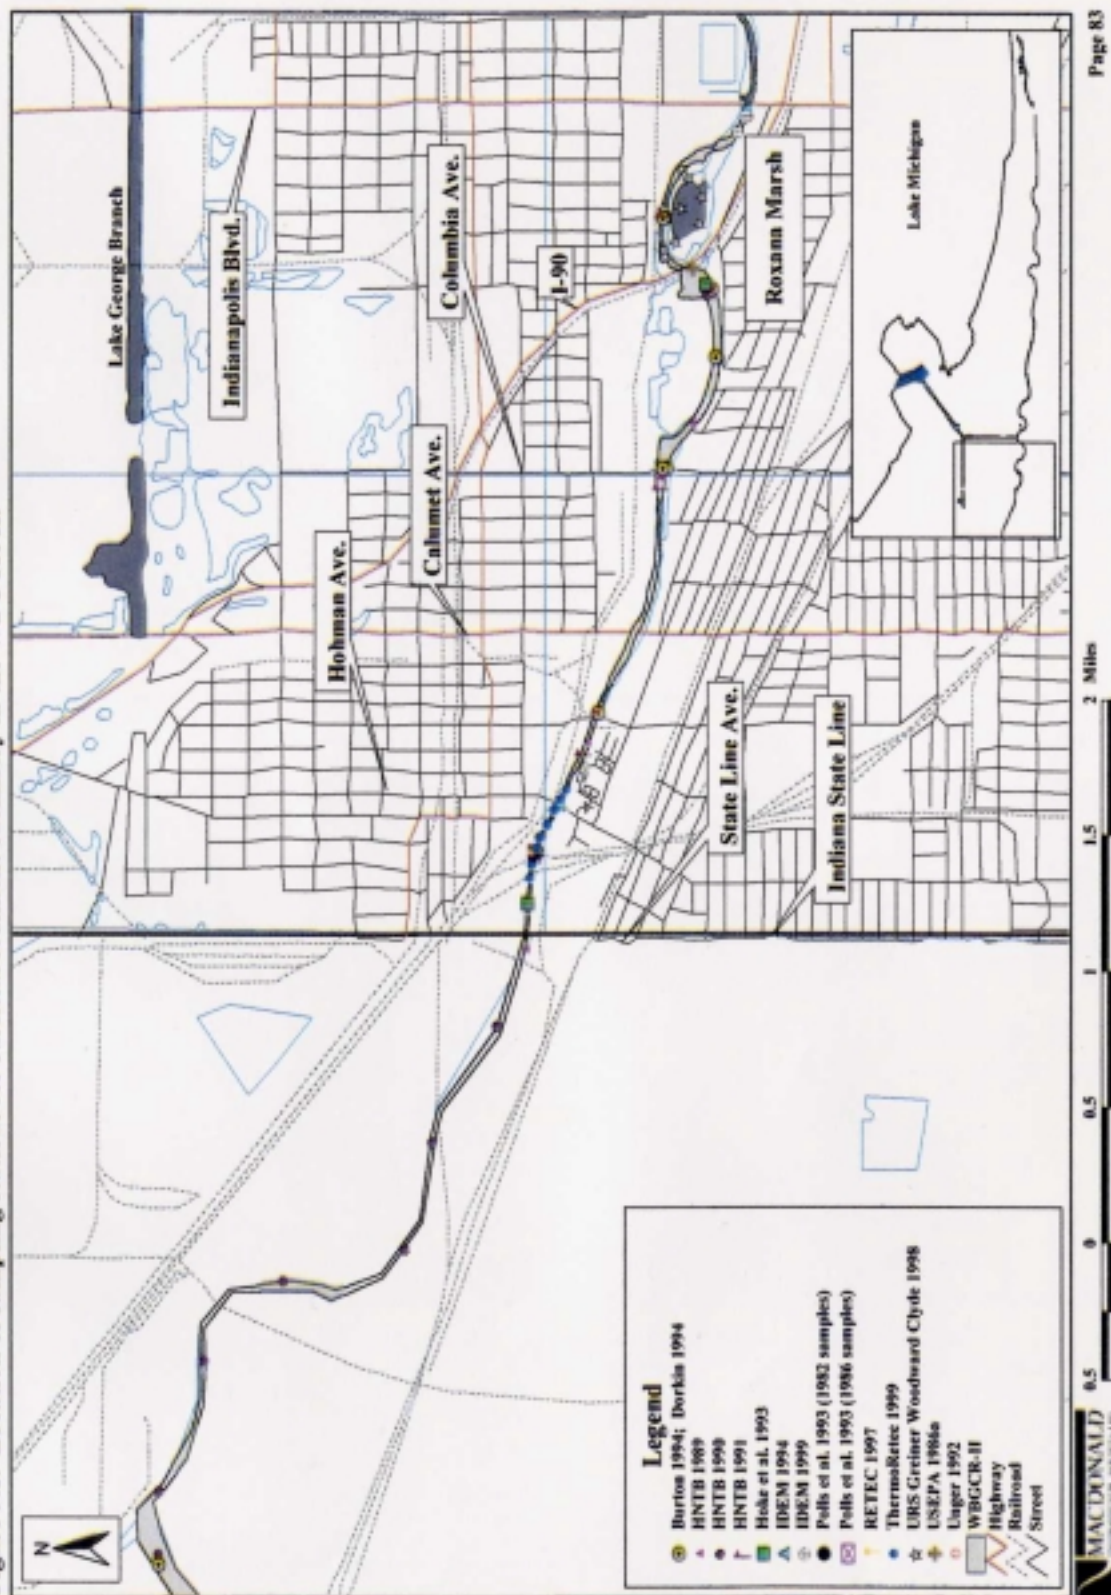 Lake George Branch
Indianapolis Blvd.
Columbia Ave.
I-90
Calumet Ave.
Hohman Ave.
Roxana Marsh
Lake Michigan
State Line Ave.
Indiana State Line
N
Legend
Burton 1994; Dorkin 1994
HNTB 1989
HNTB 1990
HNTB 1991
Hoke et al. 1993
IDEM 1994
IDEM 1999
Polls et al. 1993 (1982 samples)
Polls et al. 1993 (1986 samples)
RETEC 1997
ThermoRetec 1999
URS Greiner Woodward Clyde 1998
USEPA 1986a
Unger 1992
WBGCR-II
Highway
Railroad
Street
0.5 0 0.5 1 1.5 2 Miles
MACDONALD
Page 83